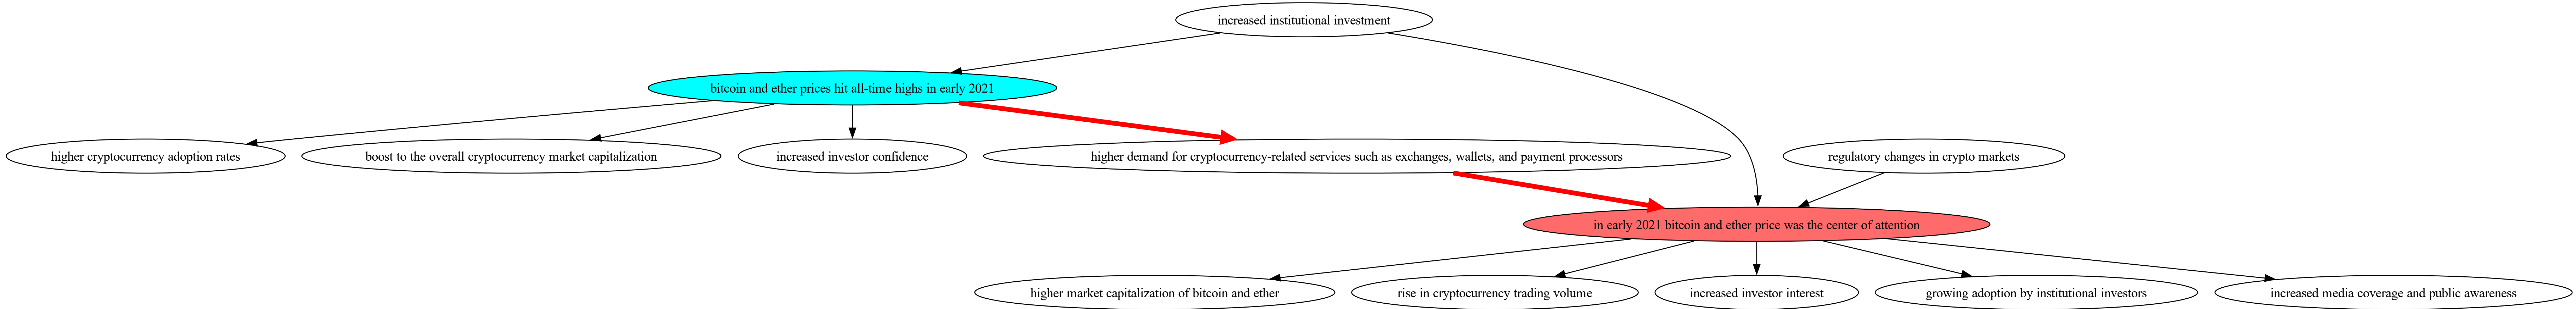 increased institutional investment
bitcoin and ether prices hit all-time highs in early 2021
higher cryptocurrency adoption rates
boost to the overall cryptocurrency market capitalization
increased investor confidence
higher demand for cryptocurrency-related services such as exchanges, wallets, and payment processors
regulatory changes in crypto markets
in early 2021 bitcoin and ether price was the center of attention
higher market capitalization of bitcoin and ether
rise in cryptocurrency trading volume
increased investor interest
growing adoption by institutional investors
increased media coverage and public awareness